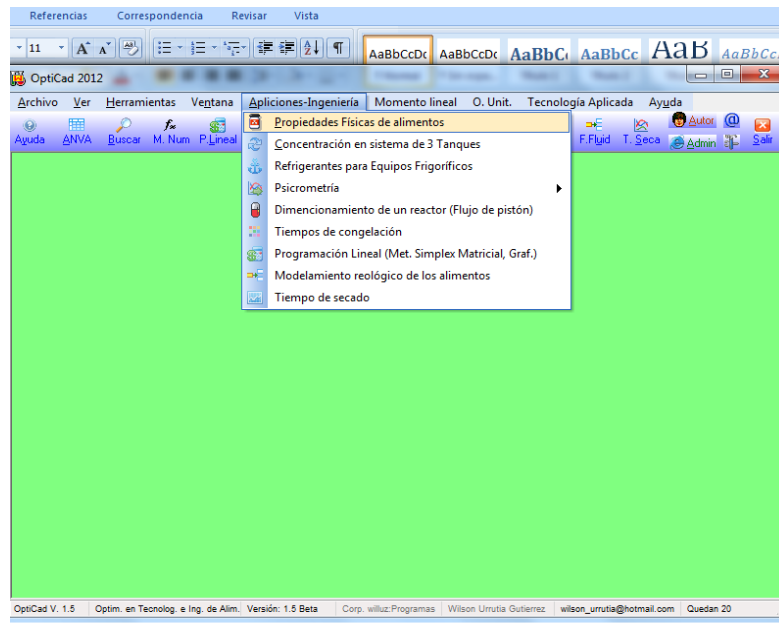 Referencias Correspondencia Revisar Vista
11 A A AaBbCcDc AaBbCcDc AaBbC AaBbCc AaB AaBbCc
OptiCad 2012
Archivo Ver Herramientas Ventana Apliciones-Ingeniería Momento lineal O. Unit. Tecnología Aplicada Ayuda
Ayuda ANVA Buscar M. Num P.Lineal F.Fluid T. Seca Autor Admin Salir
Propiedades Físicas de alimentos
Concentración en sistema de 3 Tanques
Refrigerantes para Equipos Frigoríficos
Psicrometría
Dimencionamiento de un reactor (Flujo de pistón)
Tiempos de congelación
Programación Lineal (Met. Simplex Matricial, Graf.)
Modelamiento reológico de los alimentos
Tiempo de secado
OptiCad V. 1.5 Optim. en Tecnolog. e Ing. de Alim. Versión: 1.5 Beta Corp. willuz:Programas Wilson Urrutia Gutierrez wilson_urrutia@hotmail.com Quedan 20